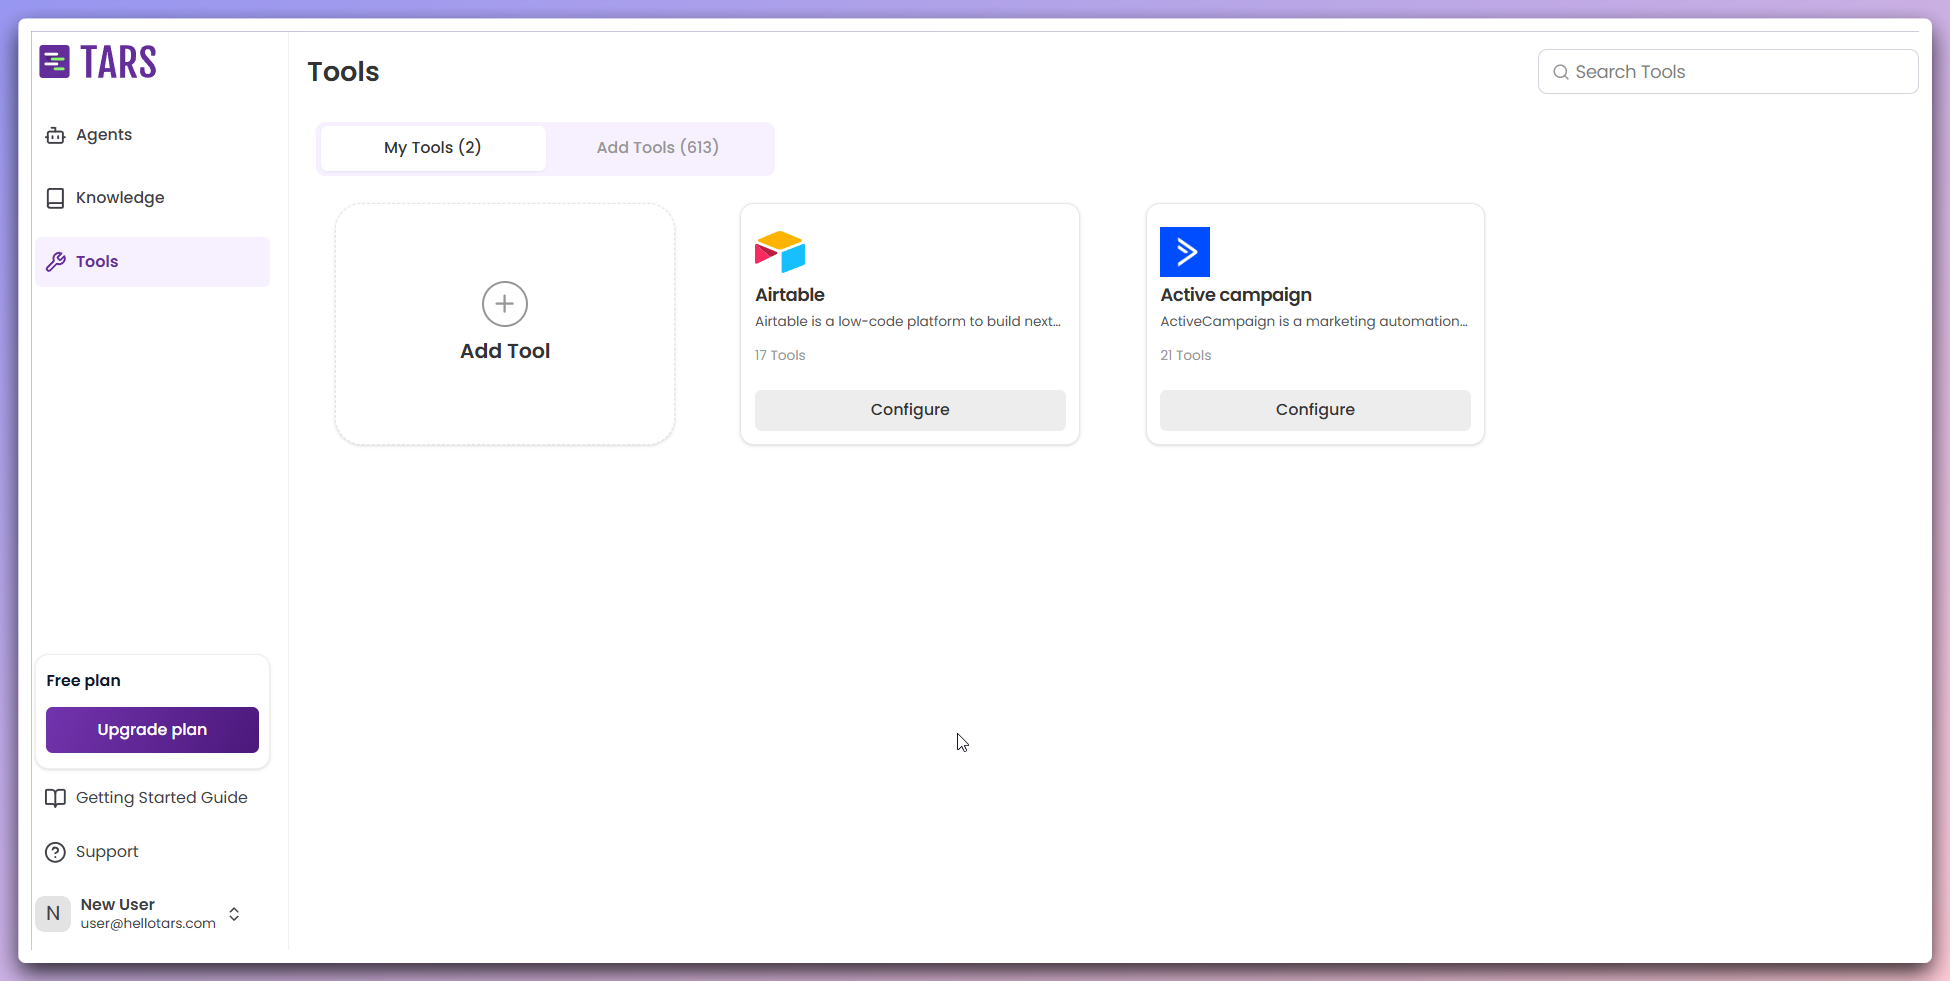 TARS
Agents
Knowledge
Tools
Free plan
Upgrade plan
Getting Started Guide
Support
N
New User
user@hellotars.com
Tools
Search Tools
My Tools (2)
Add Tools (613)
Add Tool
Airtable
Airtable is a low-code platform to build next...
17 Tools
Configure
Active campaign
ActiveCampaign is a marketing automation...
21 Tools
Configure